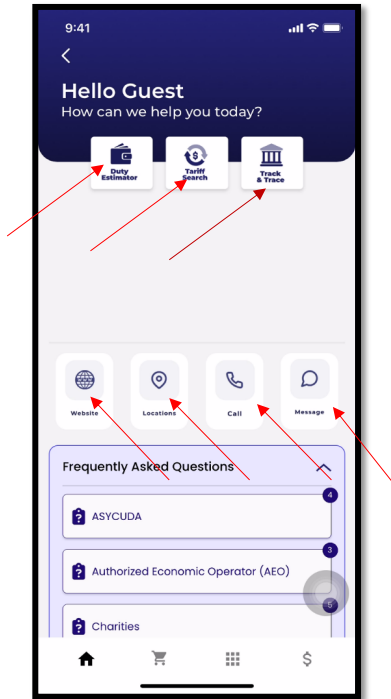 9:41
Hello Guest
How can we help you today?
Duty
Estimator
Tariff
Search
Track
& Trace
Website
Locations
Call
Message
Frequently Asked Questions
4
ASYCUDA
3
Authorized Economic Operator (AEO)
5
Charities